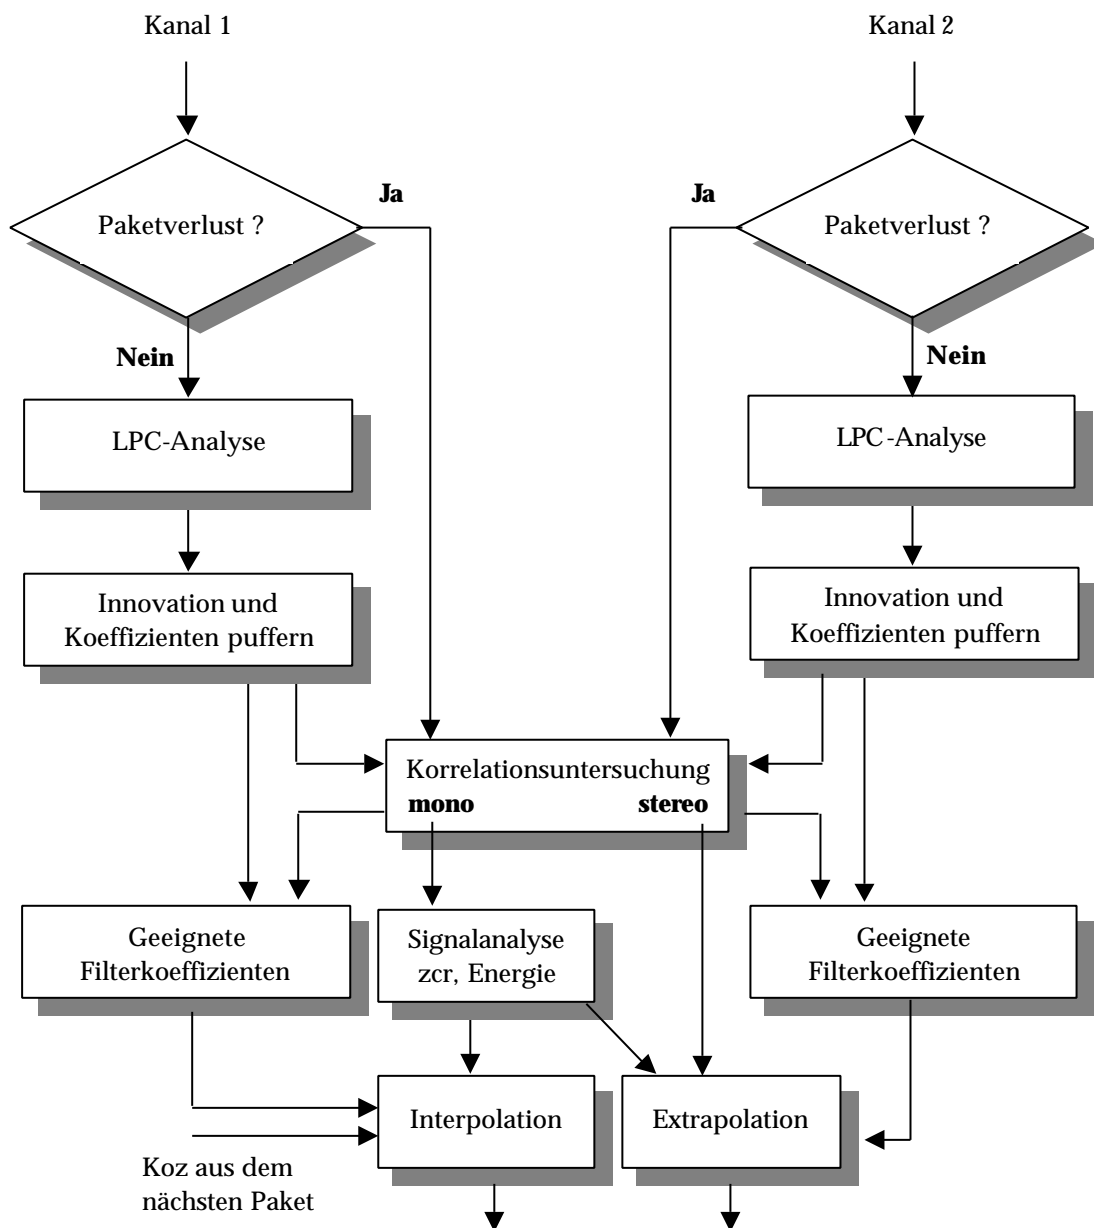 Kanal 1
Kanal 2
Paketverlust ?
Ja
Ja
Paketverlust ?
Nein
Nein
LPC-Analyse
LPC-Analyse
Innovation und
Koeffizienten puffern
Innovation und
Koeffizienten puffern
Korrelationsuntersuchung
mono
stereo
Geeignete
Filterkoeffizienten
Signalanalyse
zcr, Energie
Geeignete
Filterkoeffizienten
Interpolation
Extrapolation
Koz aus dem
nächsten Paket